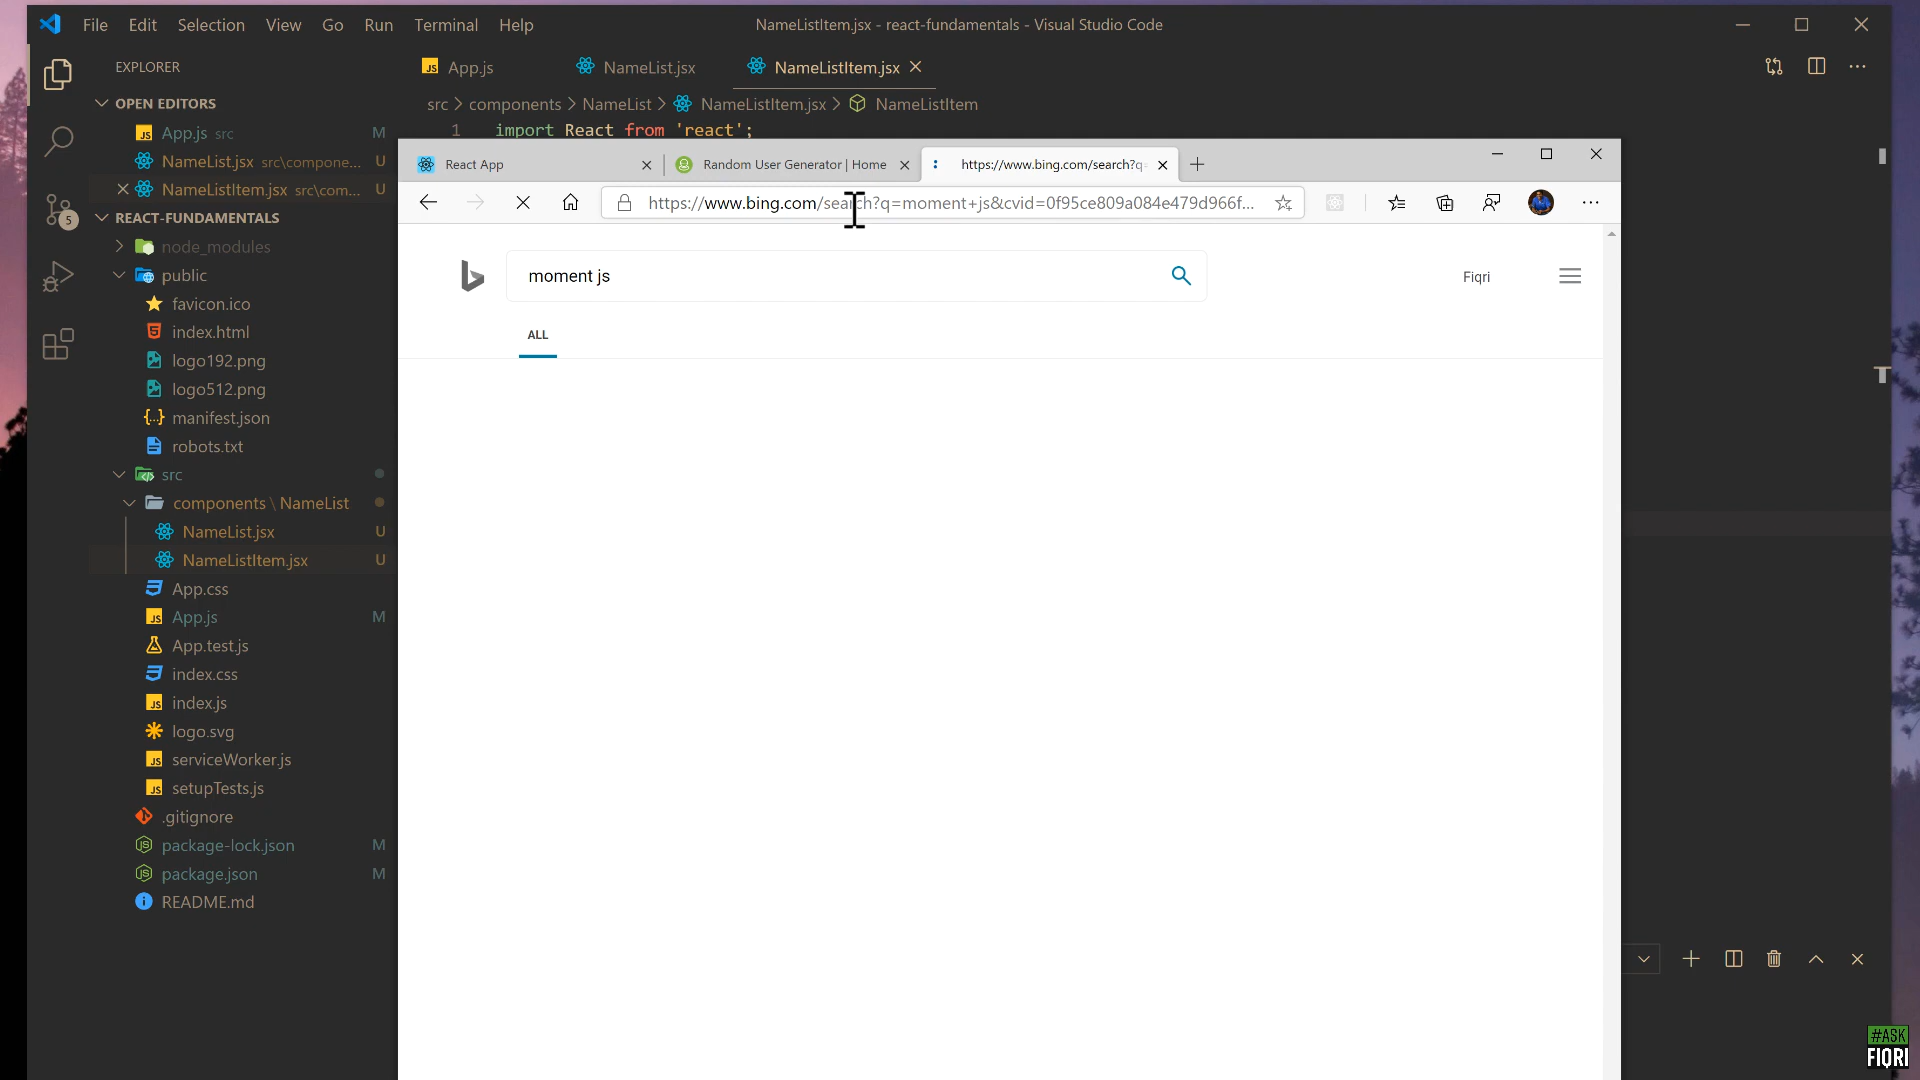 File Edit Selection View Go Run Terminal Help
NameListItem.jsx - react-fundamentals - Visual Studio Code
EXPLORER
OPEN EDITORS
App.js src M
NameList.jsx src\compone... U
NameListItem.jsx src\com... U
REACT-FUNDAMENTALS
node_modules
public
favicon.ico
index.html
logo192.png
logo512.png
manifest.json
robots.txt
src
components \ NameList
NameList.jsx U
NameListItem.jsx U
App.css
App.js M
App.test.js
index.css
index.js
logo.svg
serviceWorker.js
setupTests.js
.gitignore
package-lock.json M
package.json M
README.md
5
App.js NameList.jsx NameListItem.jsx
src > components > NameList > NameListItem.jsx > NameListItem
1 import React from 'react';
React App
Random User Generator | Home
https://www.bing.com/search?q=
https://www.bing.com/search?q=moment+js&cvid=0f95ce809a084e479d966f...
moment js
Fiqri
ALL
#ASK
FIQRI